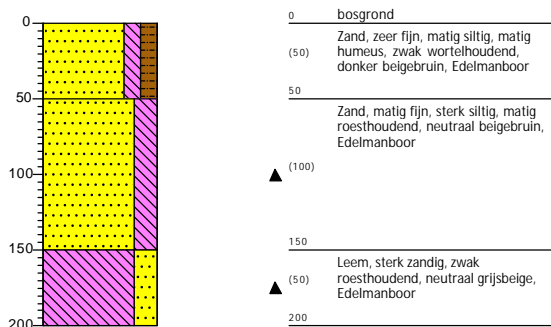 0
0 bosgrond
(50) Zand, zeer fijn, matig siltig, matig
humeus, zwak wortelhoudend,
donker beigebruin, Edelmanboor
50
50
Zand, matig fijn, sterk siltig, matig
roesthoudend, neutraal beigebruin,
Edelmanboor
100
(100)
150
150
Leem, sterk zandig, zwak
(50) roesthoudend, neutraal grijsbeige,
Edelmanboor
200
200